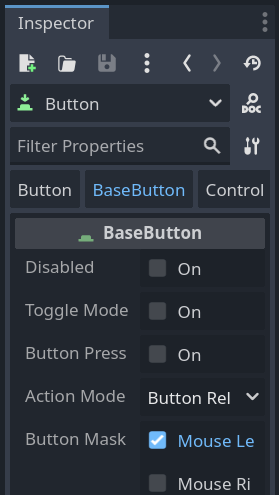 Inspector
Button
DOC
Filter Properties
Button BaseButton Control
BaseButton
Disabled On
Toggle Mode On
Button Press On
Action Mode Button Rel
Button Mask Mouse Le
Mouse Ri